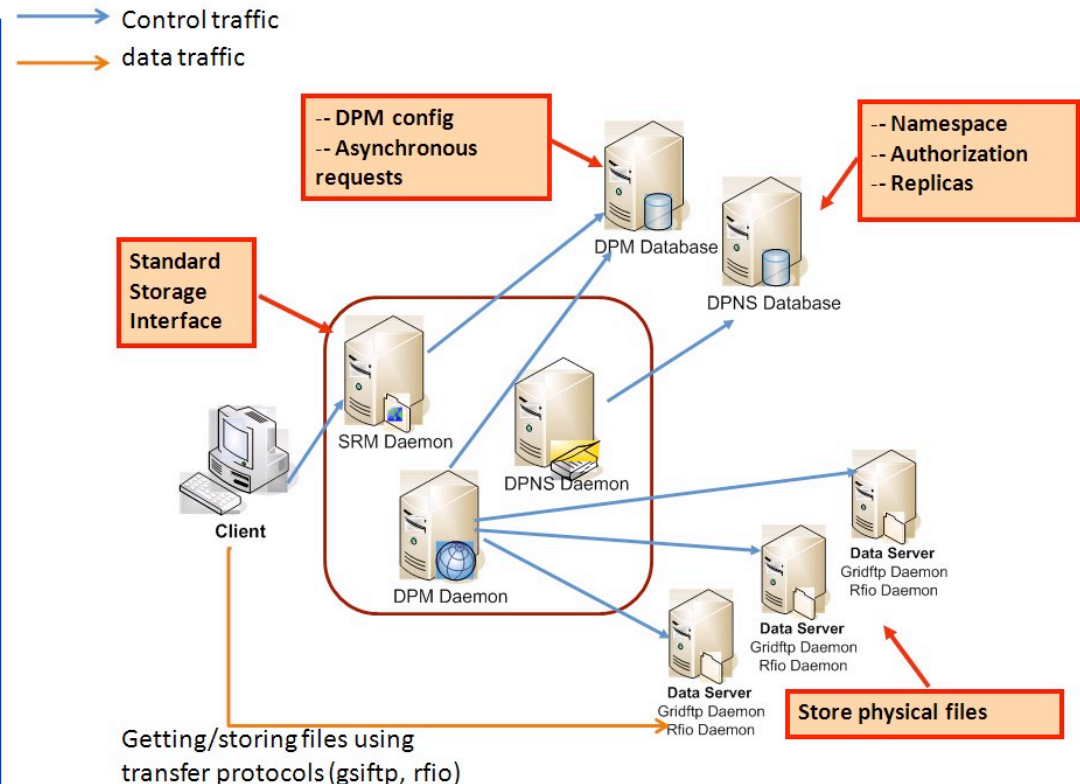 Control traffic
data traffic
-- DPM config
-- Asynchronous
requests
-- Namespace
-- Authorization
-- Replicas
DPM Database
DPNS Database
Standard
Storage
Interface
SRM Daemon
DPNS Daemon
Client
DPM Daemon
Data Server
Gridftp Daemon
Rfio Daemon
Data Server
Gridftp Daemon
Rfio Daemon
Data Server
Gridftp Daemon
Rfio Daemon
Store physical files
Getting/storing files using
transfer protocols (gsiftp, rfio)